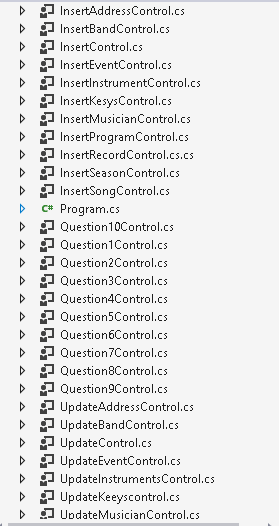 InsertAddressControl.cs
InsertBandControl.cs
InsertControl.cs
InsertEventControl.cs
InsertInstrumentControl.cs
InsertKesysControl.cs
InsertMusicianControl.cs
InsertProgramControl.cs
InsertRecordControl.cs.cs
InsertSeasonControl.cs
InsertSongControl.cs
C# Program.cs
Question10Control.cs
Question1Control.cs
Question2Control.cs
Question3Control.cs
Question4Control.cs
Question5Control.cs
Question6Control.cs
Question7Control.cs
Question8Control.cs
Question9Control.cs
UpdateAddressControl.cs
UpdateBandControl.cs
UpdateControl.cs
UpdateEventControl.cs
UpdateInstrumentsControl.cs
UpdateKeeyscontrol.cs
UpdateMusicianControl.cs